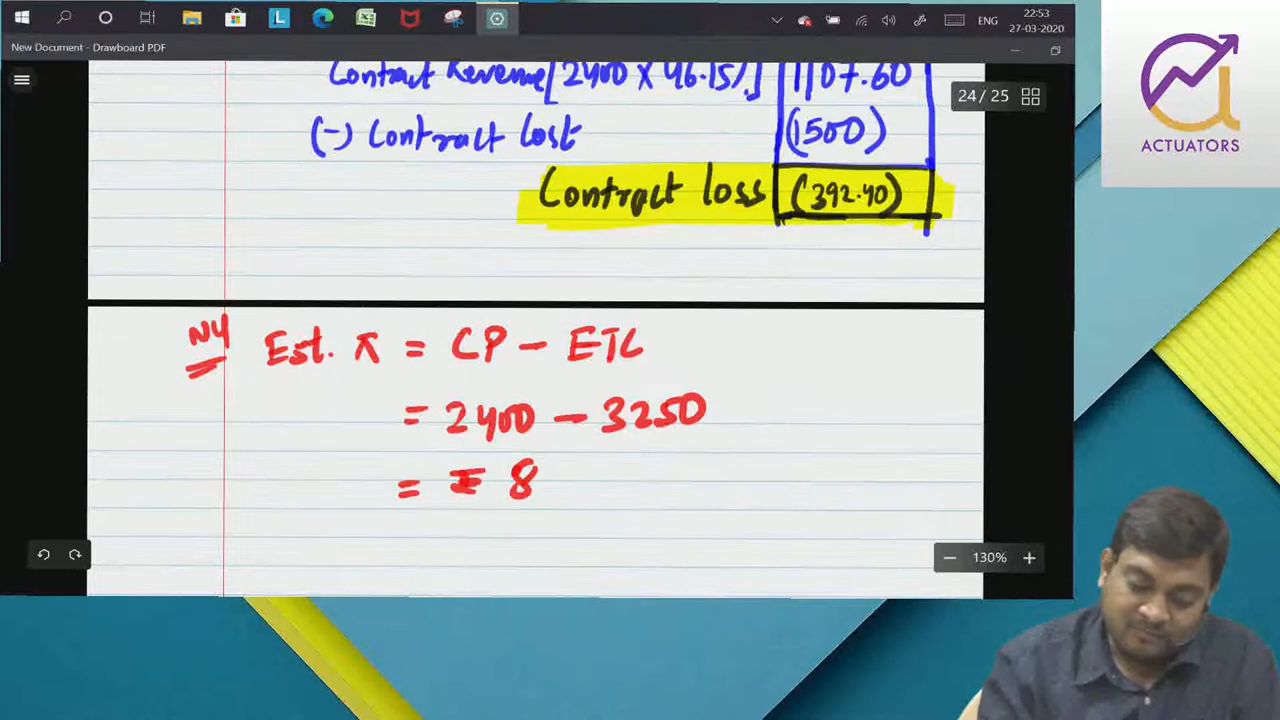 22:53
ENG
27-03-2020
New Document - Drawboard PDF
Contract Revenue [2400 x 46.15%] 1107.60
24 / 25
(-) Contract Cost (1500)
Contract loss (392.40)
ACTUATORS
N4 Est. π = CP - ETC
= 2400 - 3250
= - 8
130%